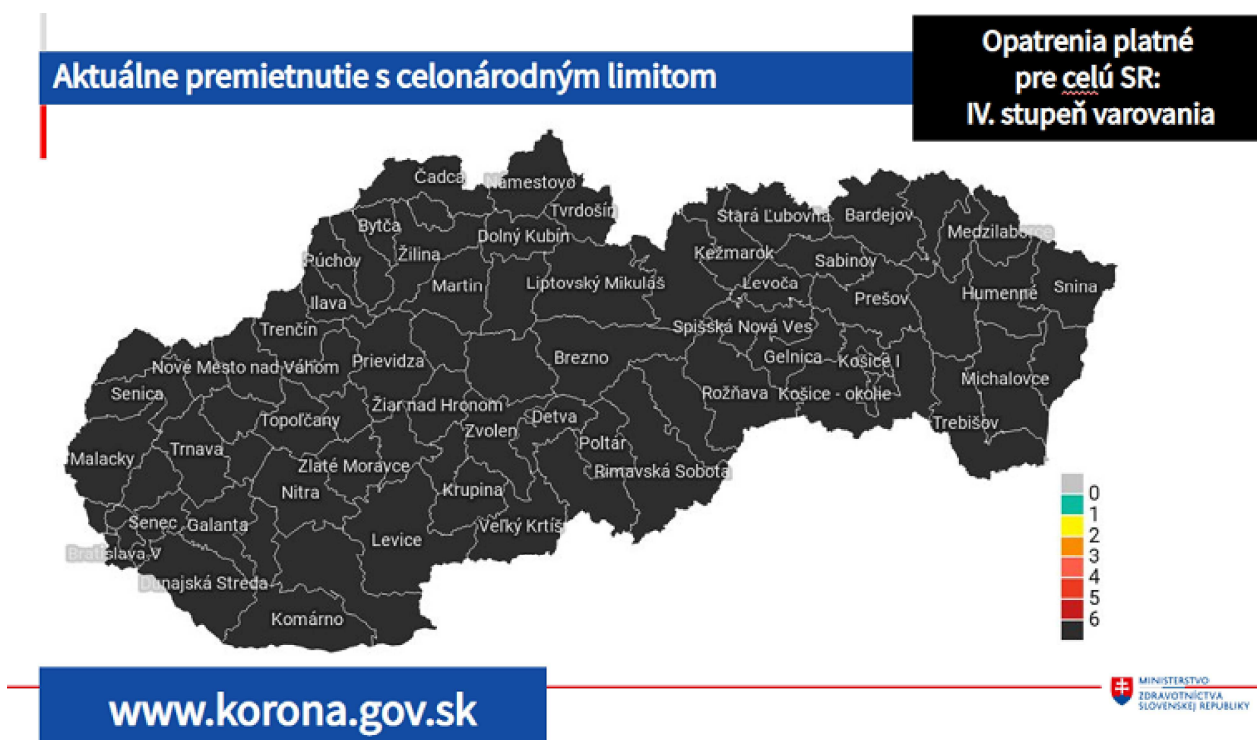 Aktuálne premietnutie s celonárodným limitom
Opatrenia platné
pre celú SR:
IV. stupeň varovania
Čadca
Námestovo
Tvrdošín
Bytča
Dolný Kubín
Žilina
Púchov
Martin
Liptovský Mikuláš
Ilava
Trenčín
Stará Ľubovňa
Bardejov
Medzilaborce
Kežmarok
Sabinov
Levoča
Prešov
Humenné
Snina
Spišská Nová Ves
Gelnica
Košice I
Michalovce
Rožňava
Košice - okolie
Trebišov
Nové Mesto nad Váhom
Prievidza
Brezno
Senica
Topoľčany
Žiar nad Hronom
Detva
Zvolen
Poltár
Rimavská Sobota
Malacky
Trnava
Zlaté Moravce
Nitra
Krupina
Senec
Galanta
Levice
Veľký Krtíš
Bratislava V
Dunajská Streda
Komárno
0
1
2
3
4
5
6
www.korona.gov.sk
MINISTERSTVO
ZDRAVOTNÍCTVA
SLOVENSKEJ REPUBLIKY